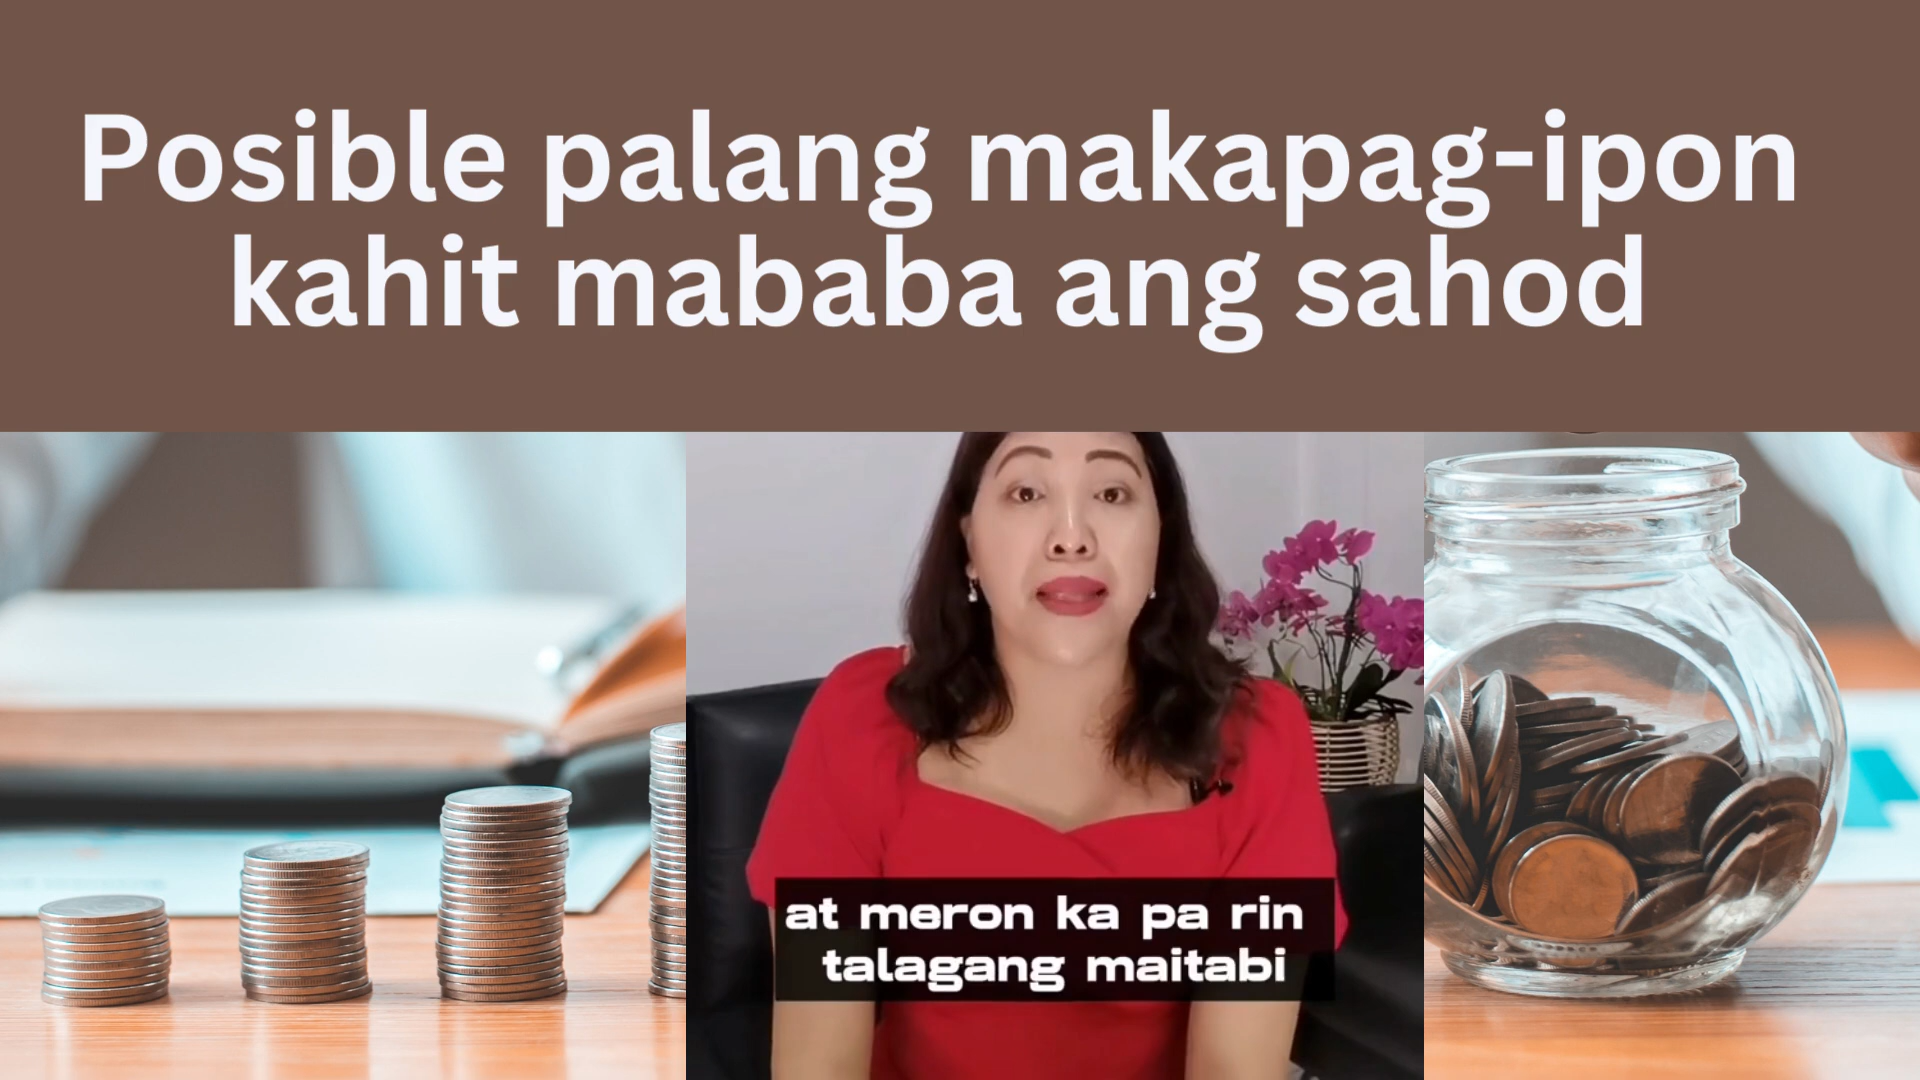 Posible palang makapag-ipon
kahit mababa ang sahod
at meron ka pa rin
talagang maitabi